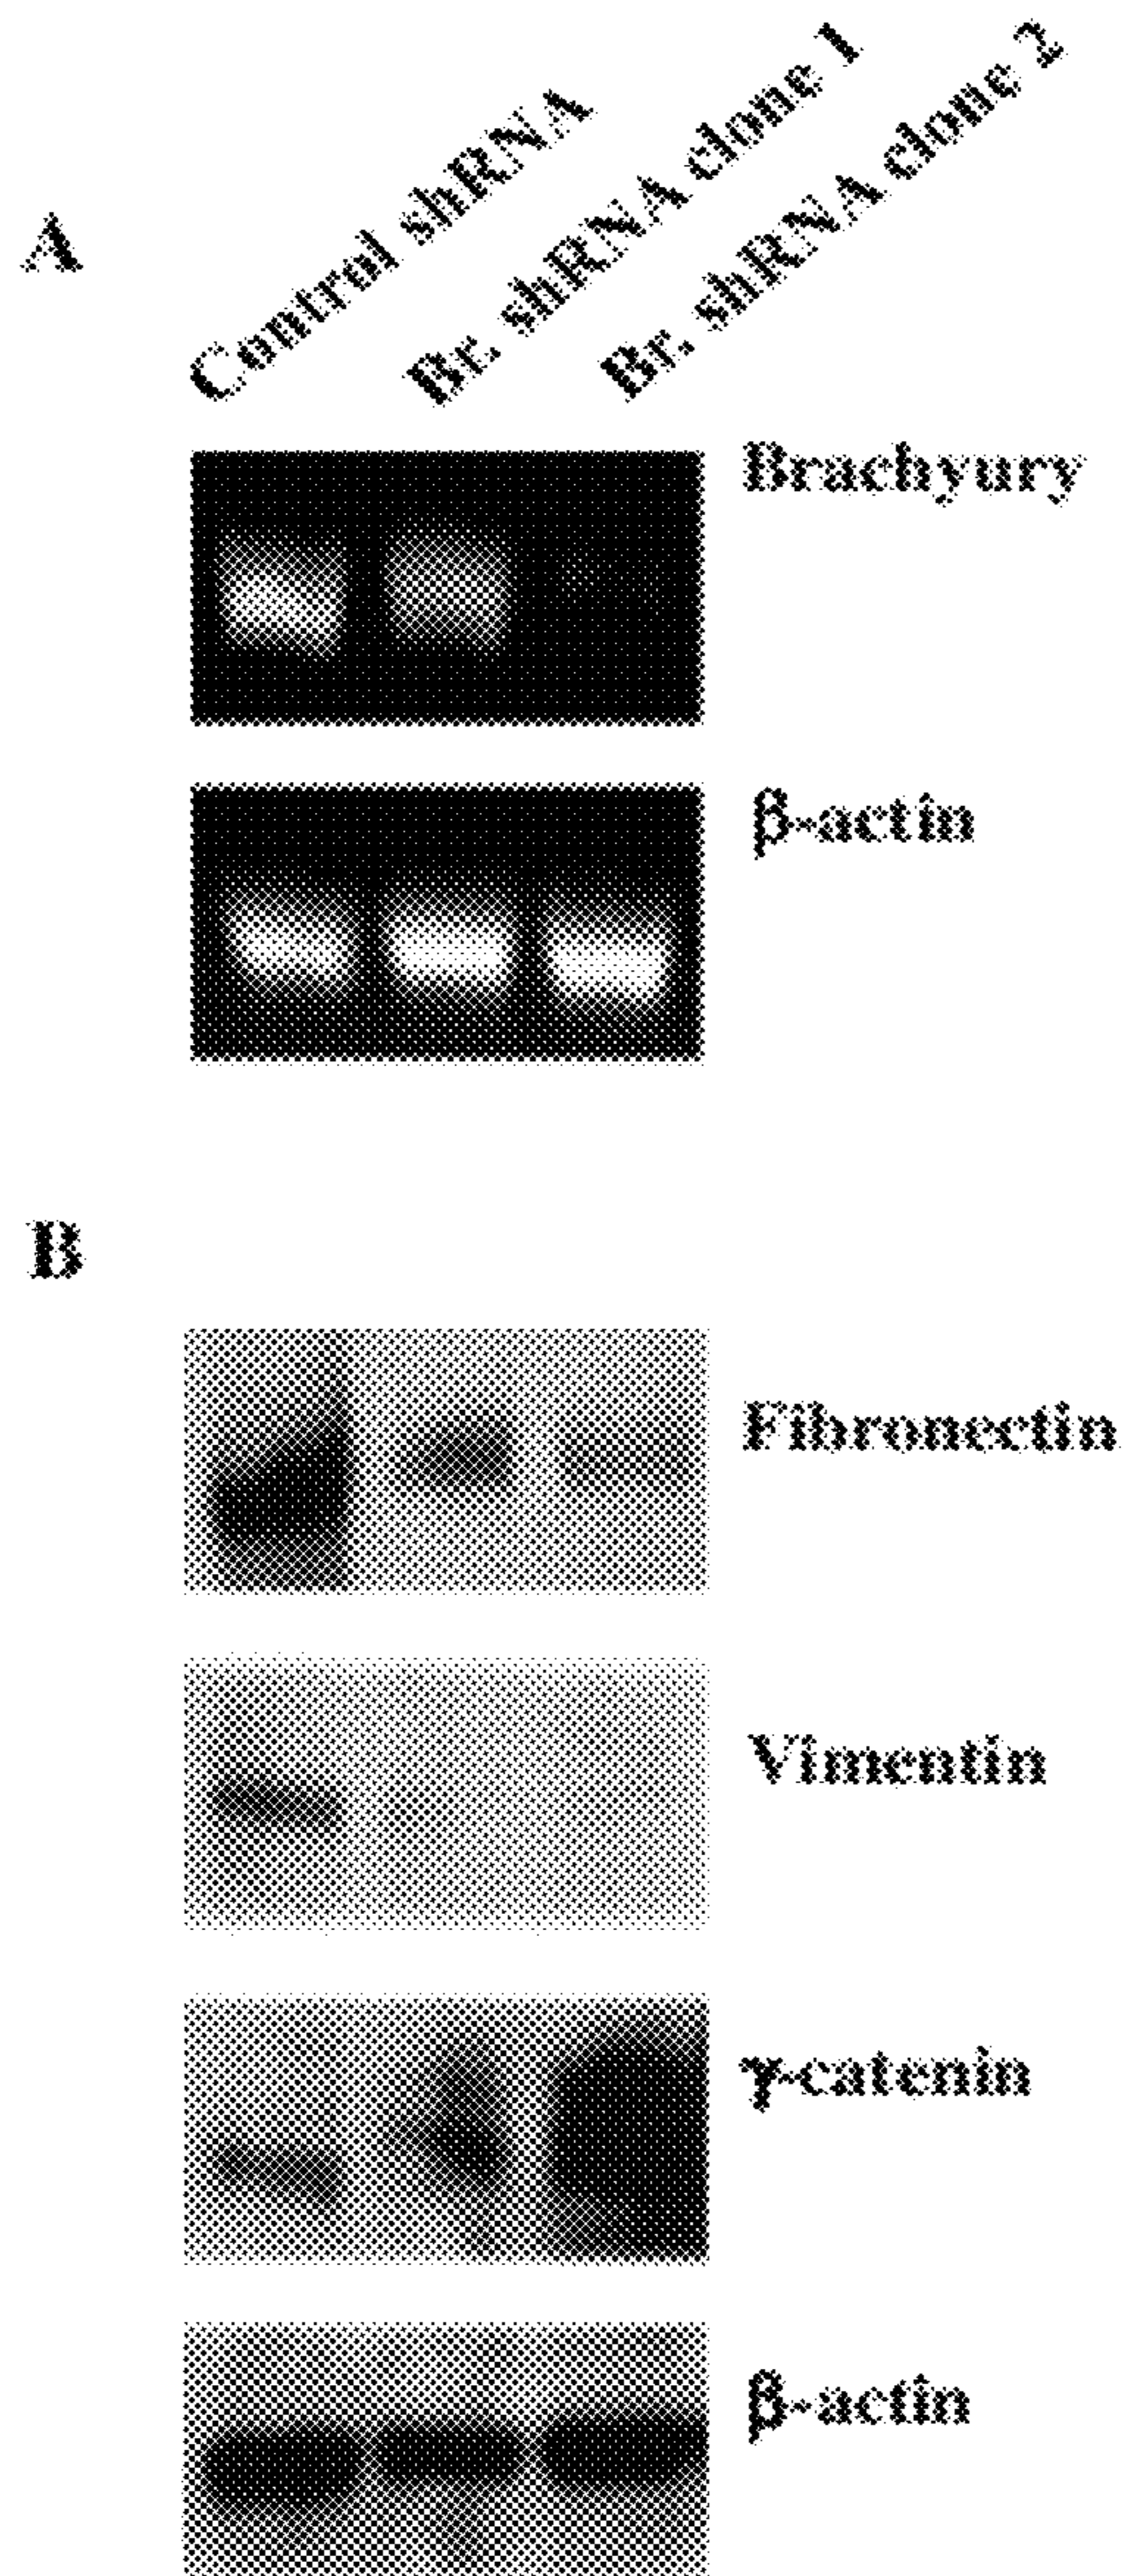 A
Control shRNA
Br. shRNA clone 1
Br. shRNA clone 2
Brachyury
β-actin
B
Fibronectin
Vimentin
γ-catenin
β-actin